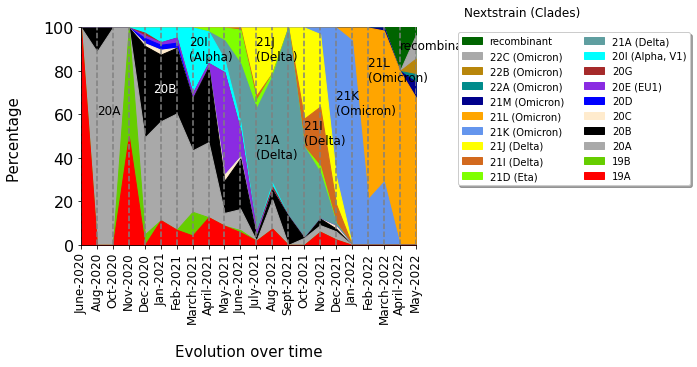 Nextstrain (Clades)
recombinant
22C (Omicron)
22B (Omicron)
22A (Omicron)
21M (Omicron)
21L (Omicron)
21K (Omicron)
21J (Delta)
21I (Delta)
21D (Eta)
21A (Delta)
20I (Alpha, V1)
20G
20E (EU1)
20D
20C
20B
20A
19B
19A
Percentage
100
80
60
40
20
0
20A
20B
20I
(Alpha)
21J
(Delta)
21A
(Delta)
21I
(Delta)
21K
(Omicron)
21L
(Omicron)
recombinant
June-2020
Aug-2020
Oct-2020
Nov-2020
Dec-2020
Jan-2021
Feb-2021
March-2021
April-2021
May-2021
June-2021
July-2021
Aug-2021
Sept-2021
Oct-2021
Nov-2021
Dec-2021
Jan-2022
Feb-2022
March-2022
April-2022
May-2022
Evolution over time